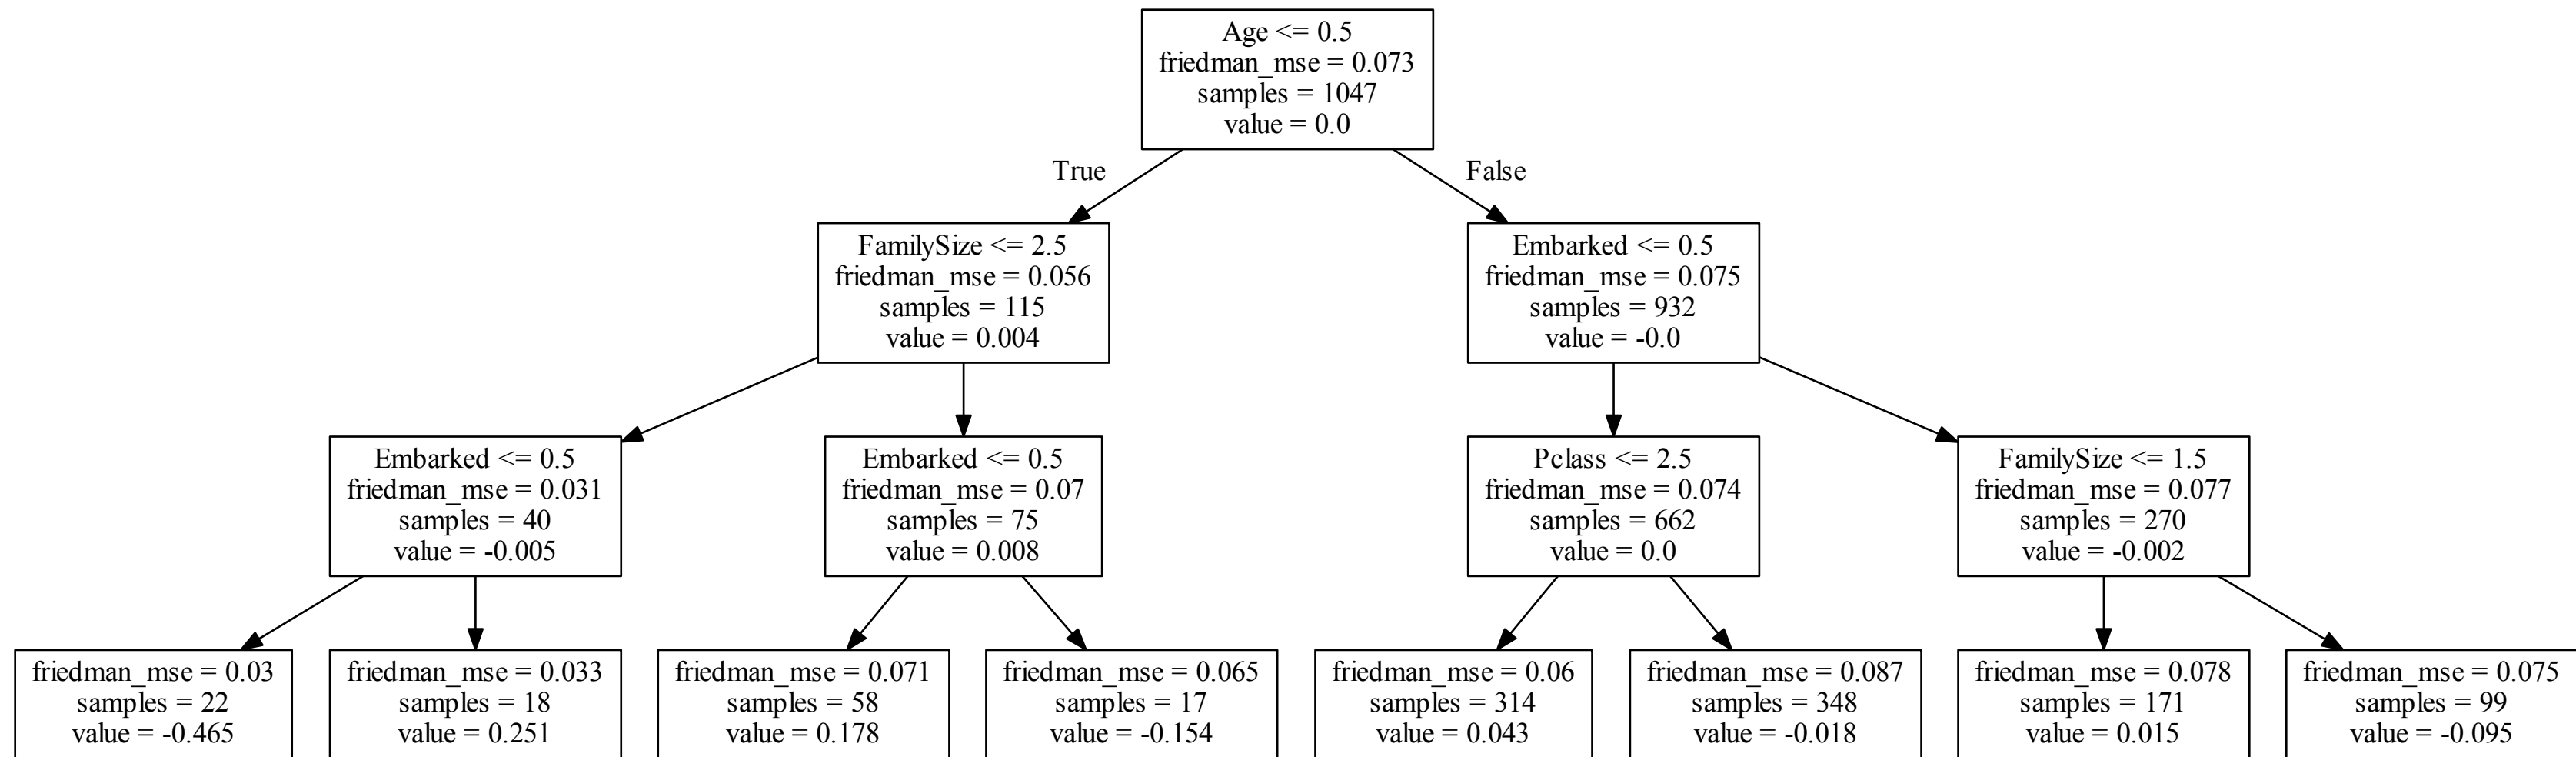 Age <= 0.5
friedman_mse = 0.073
samples = 1047
value = 0.0
True
False
FamilySize <= 2.5
friedman_mse = 0.056
samples = 115
value = 0.004
Embarked <= 0.5
friedman_mse = 0.075
samples = 932
value = -0.0
Embarked <= 0.5
friedman_mse = 0.031
samples = 40
value = -0.005
Embarked <= 0.5
friedman_mse = 0.07
samples = 75
value = 0.008
Pclass <= 2.5
friedman_mse = 0.074
samples = 662
value = 0.0
FamilySize <= 1.5
friedman_mse = 0.077
samples = 270
value = -0.002
friedman_mse = 0.03
samples = 22
value = -0.465
friedman_mse = 0.033
samples = 18
value = 0.251
friedman_mse = 0.071
samples = 58
value = 0.178
friedman_mse = 0.065
samples = 17
value = -0.154
friedman_mse = 0.06
samples = 314
value = 0.043
friedman_mse = 0.087
samples = 348
value = -0.018
friedman_mse = 0.078
samples = 171
value = 0.015
friedman_mse = 0.075
samples = 99
value = -0.095